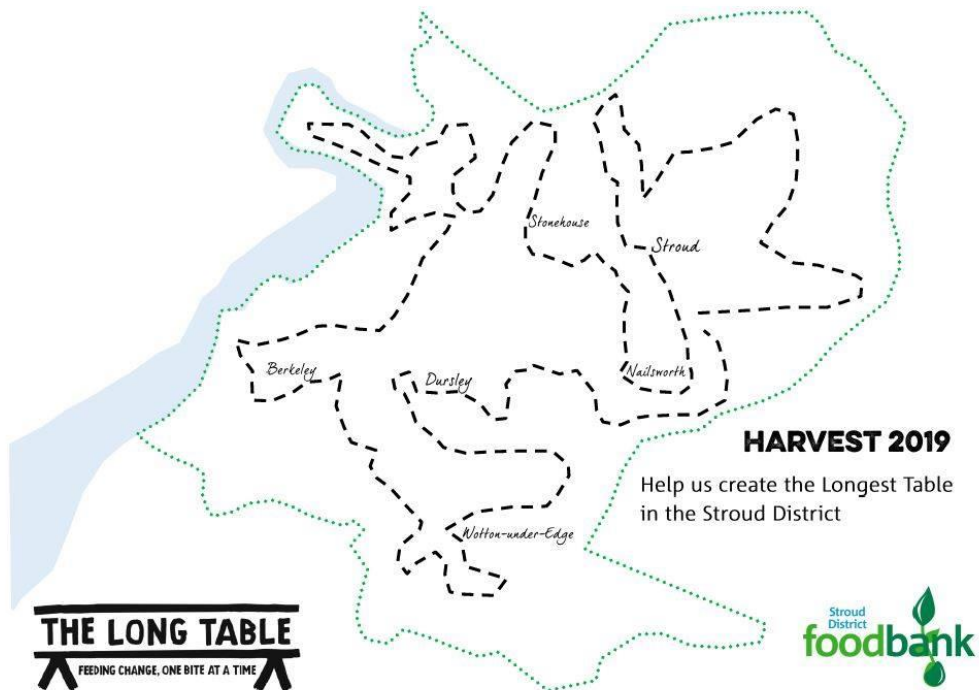 Stonehouse
Stroud
Berkeley
Dursley
Nailsworth
HARVEST 2019
Help us create the Longest Table
in the Stroud District
Wotton-under-Edge
THE LONG TABLE
FEEDING CHANGE, ONE BITE AT A TIME
Stroud
District
foodbank